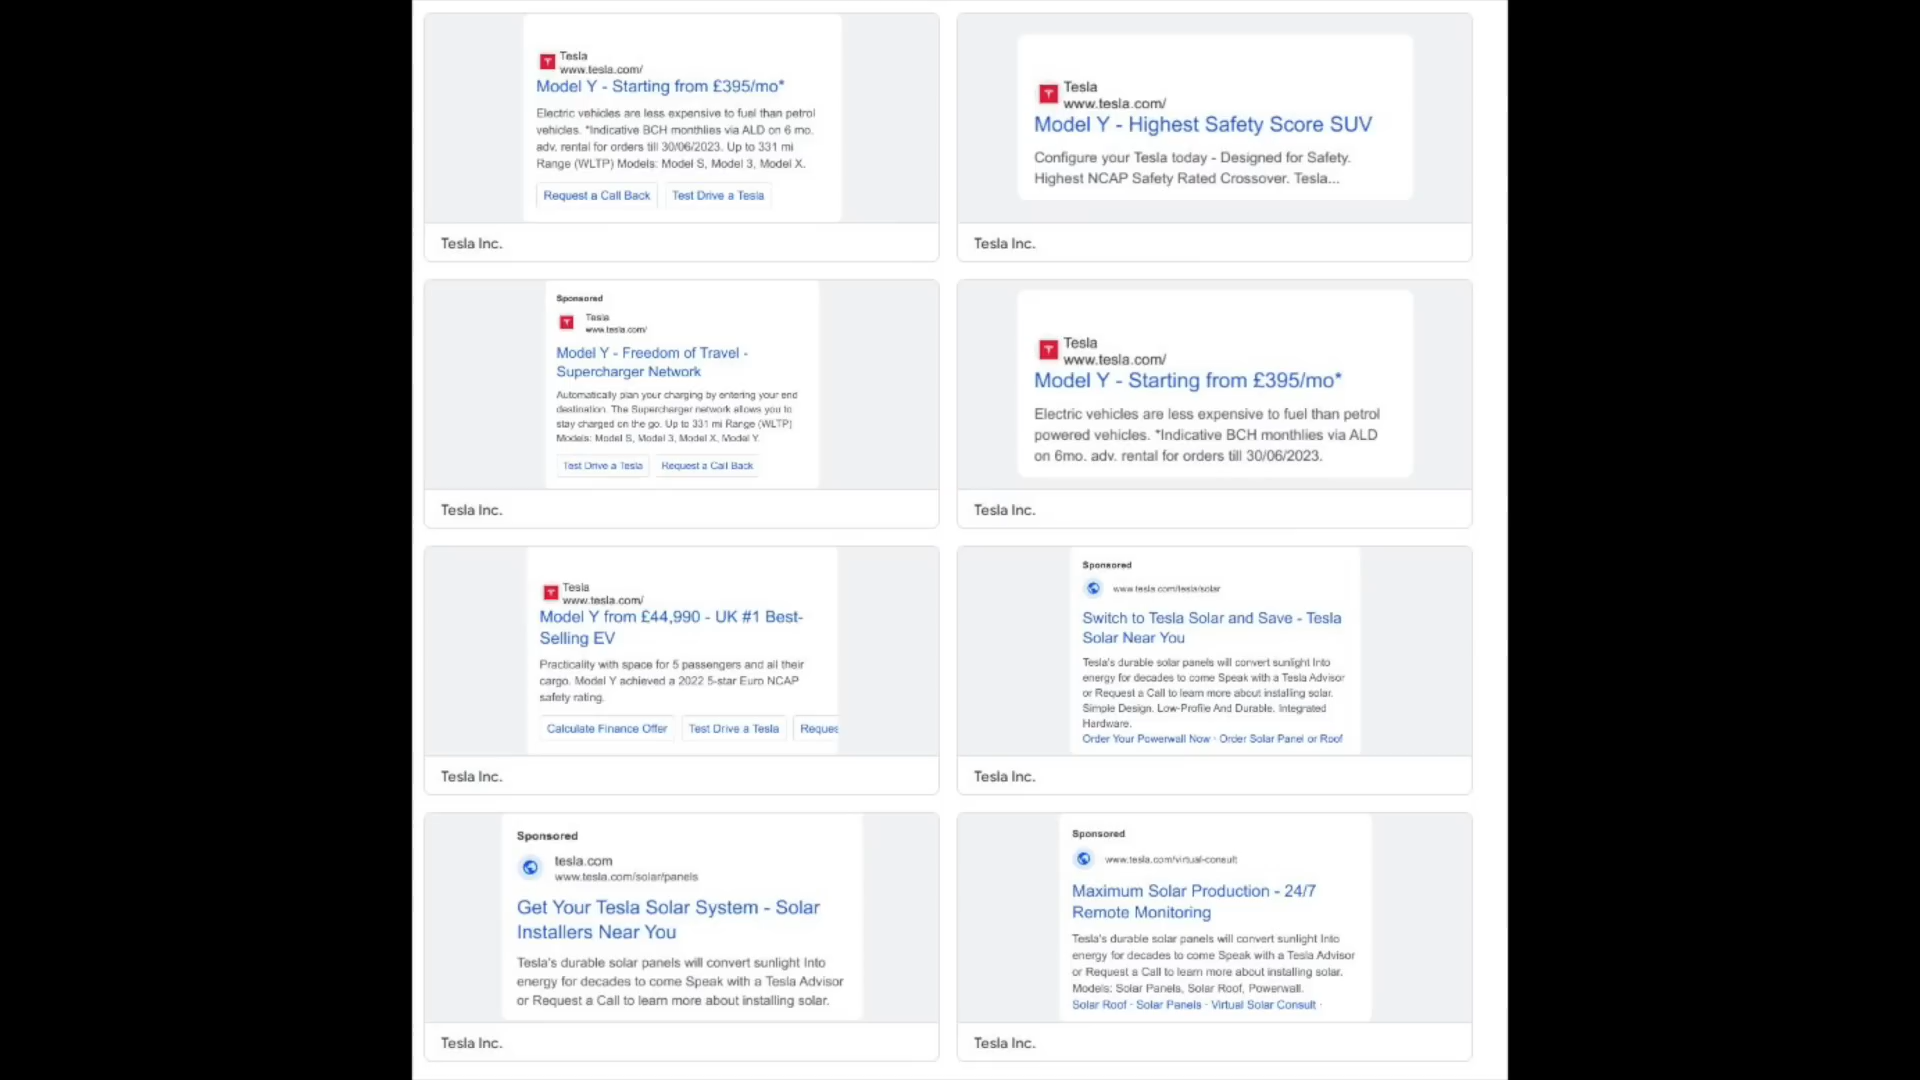 Tesla
www.tesla.com/
Model Y - Starting from £395/mo*
Electric vehicles are less expensive to fuel than petrol
vehicles. *Indicative BCH monthlies via ALD on 6 mo.
adv. rental for orders till 30/06/2023. Up to 331 mi
Range (WLTP) Models: Model S, Model 3, Model X.
Request a Call Back
Test Drive a Tesla
Tesla Inc.
Tesla
www.tesla.com/
Model Y - Highest Safety Score SUV
Configure your Tesla today - Designed for Safety.
Highest NCAP Safety Rated Crossover. Tesla...
Tesla Inc.
Sponsored
Tesla
www.tesla.com/
Model Y - Freedom of Travel -
Supercharger Network
Automatically plan your charging by entering your end
destination. The Supercharger network allows you to
stay charged on the go. Up to 331 mi Range (WLTP)
Models: Model S, Model 3, Model X, Model Y.
Test Drive a Tesla
Request a Call Back
Tesla Inc.
Tesla
www.tesla.com/
Model Y - Starting from £395/mo*
Electric vehicles are less expensive to fuel than petrol
powered vehicles. *Indicative BCH monthlies via ALD
on 6mo. adv. rental for orders till 30/06/2023.
Tesla Inc.
Tesla
www.tesla.com/
Model Y from £44,990 - UK #1 Best-
Selling EV
Practicality with space for 5 passengers and all their
cargo. Model Y achieved a 2022 5-star Euro NCAP
safety rating.
Calculate Finance Offer
Test Drive a Tesla
Reques
Tesla Inc.
Sponsored
www.tesla.com/tesla/solar
Switch to Tesla Solar and Save - Tesla
Solar Near You
Tesla's durable solar panels will convert sunlight Into
energy for decades to come Speak with a Tesla Advisor
or Request a Call to learn more about installing solar.
Simple Design. Low-Profile And Durable. Integrated
Hardware.
Order Your Powerwall Now · Order Solar Panel or Roof
Tesla Inc.
Sponsored
tesla.com
www.tesla.com/solar/panels
Get Your Tesla Solar System - Solar
Installers Near You
Tesla's durable solar panels will convert sunlight Into
energy for decades to come Speak with a Tesla Advisor
or Request a Call to learn more about installing solar.
Tesla Inc.
Sponsored
www.tesla.com/virtual-consult
Maximum Solar Production - 24/7
Remote Monitoring
Tesla's durable solar panels will convert sunlight Into
energy for decades to come Speak with a Tesla Advisor
or Request a Call to learn more about installing solar.
Models: Solar Panels, Solar Roof, Powerwall.
Solar Roof · Solar Panels · Virtual Solar Consult ·
Tesla Inc.